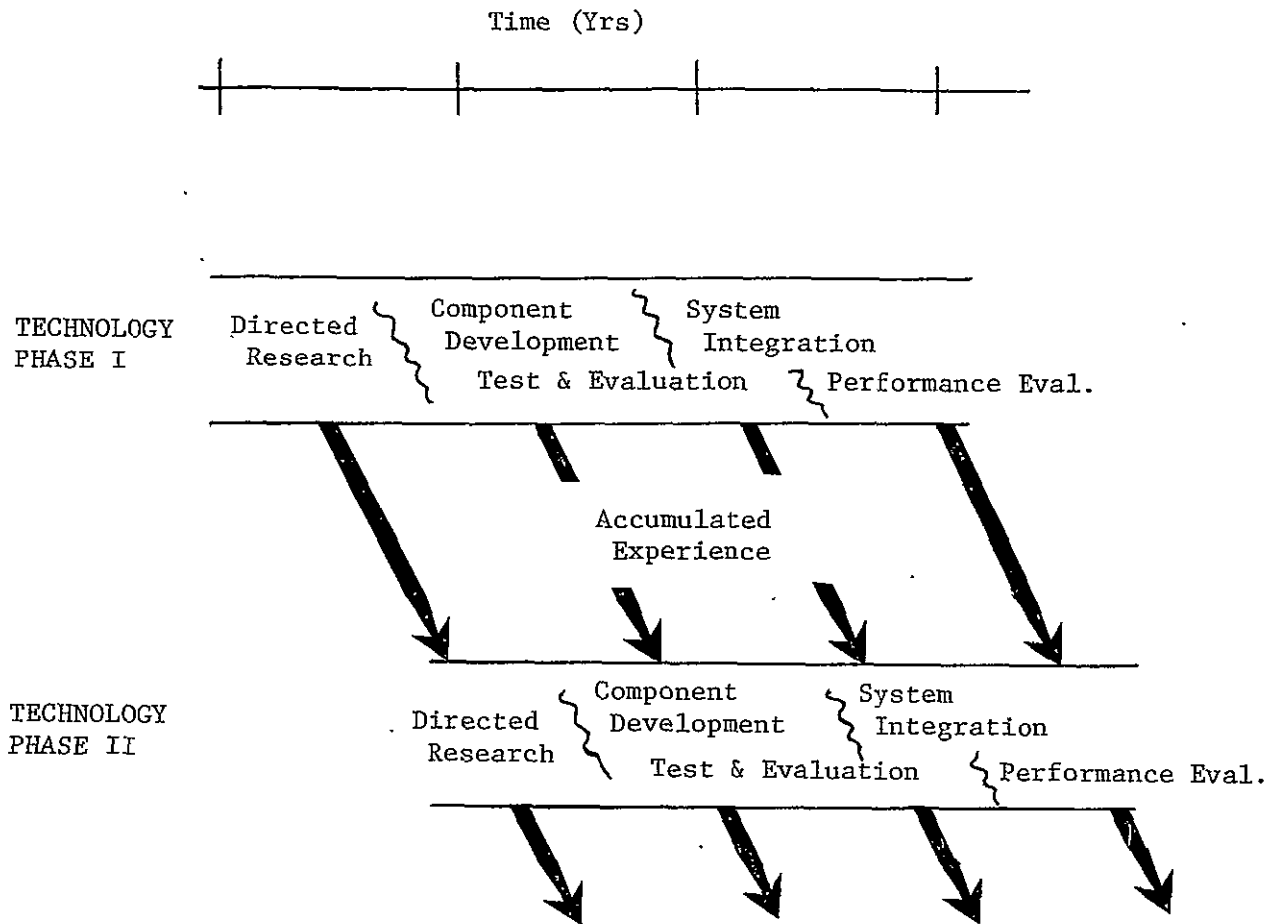 Time (Yrs)
TECHNOLOGY
PHASE I
Directed
Research
Component
Development
Test & Evaluation
System
Integration
Performance Eval.
Accumulated
Experience
TECHNOLOGY
PHASE II
Directed
Research
Component
Development
Test & Evaluation
System
Integration
Performance Eval.